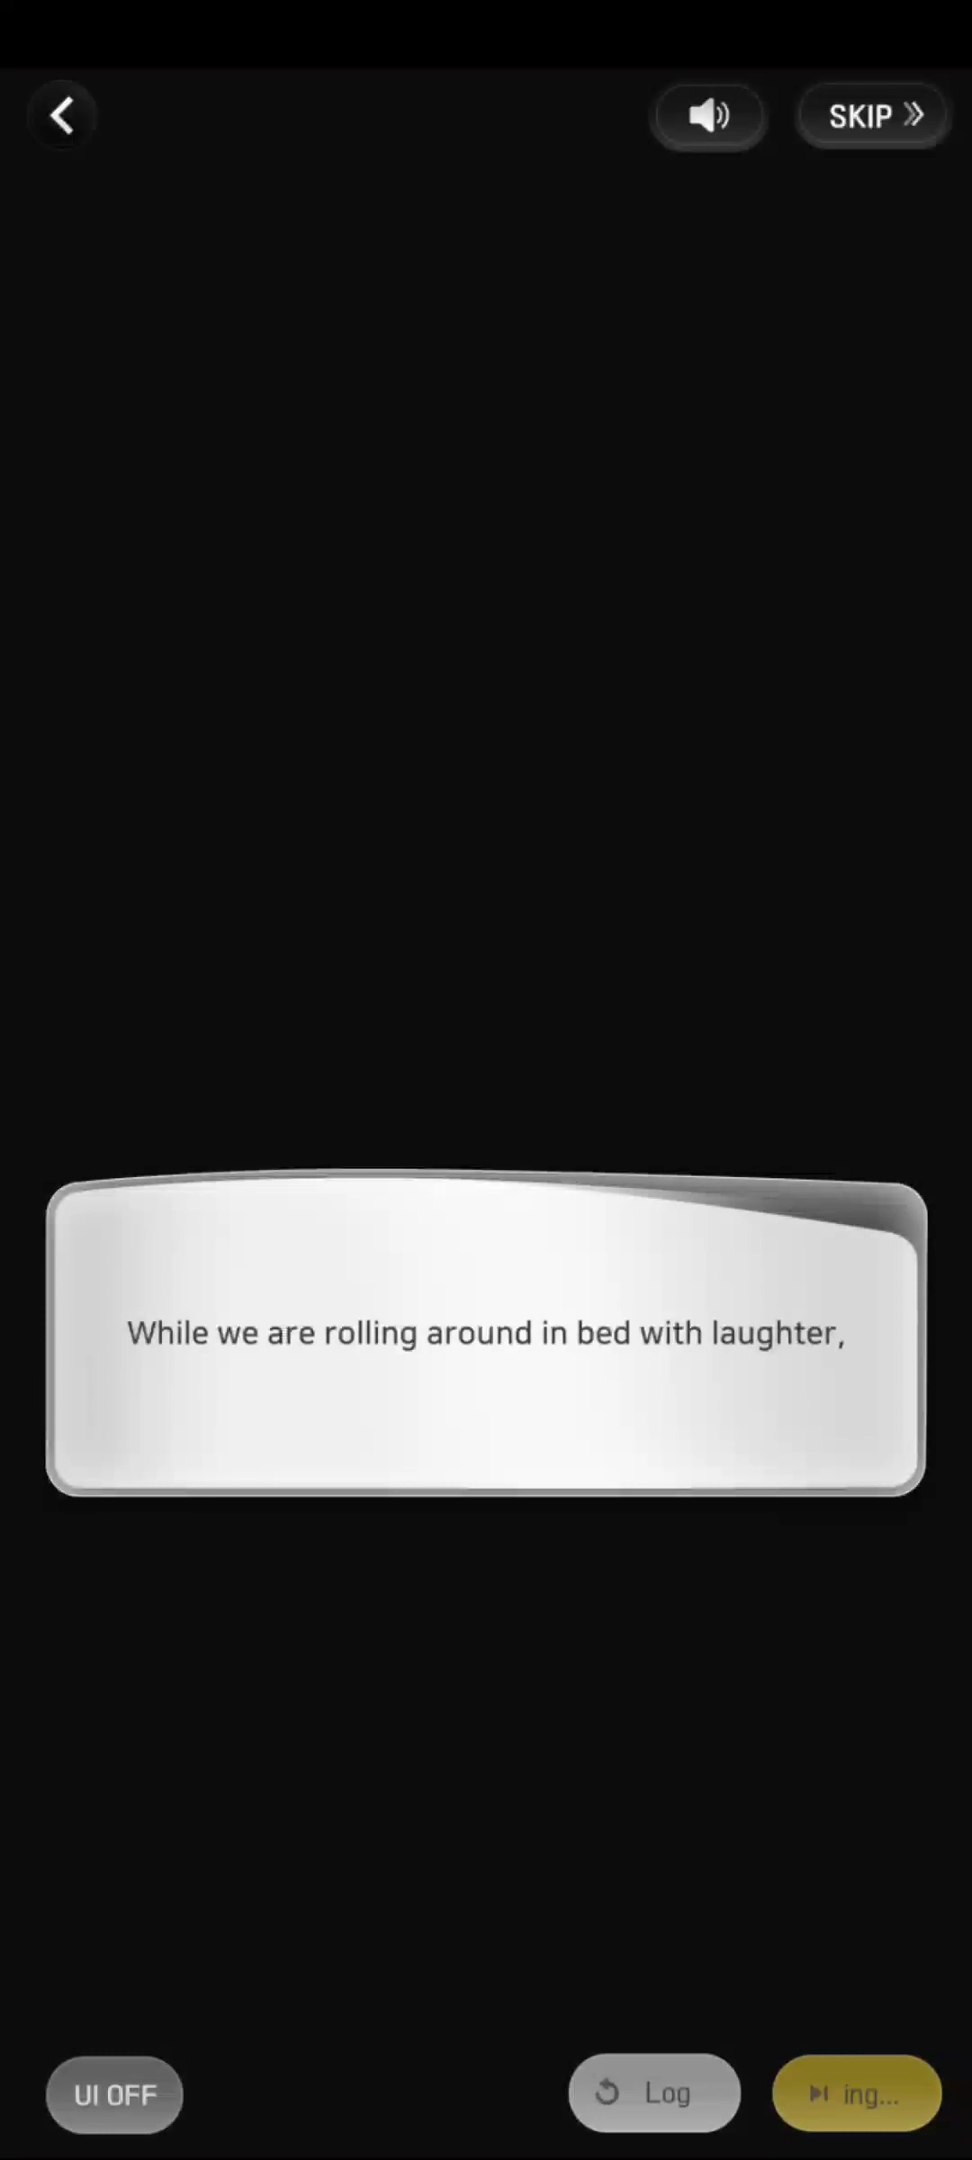 SKIP
While we are rolling around in bed with laughter,
UI OFF
Log
ing...